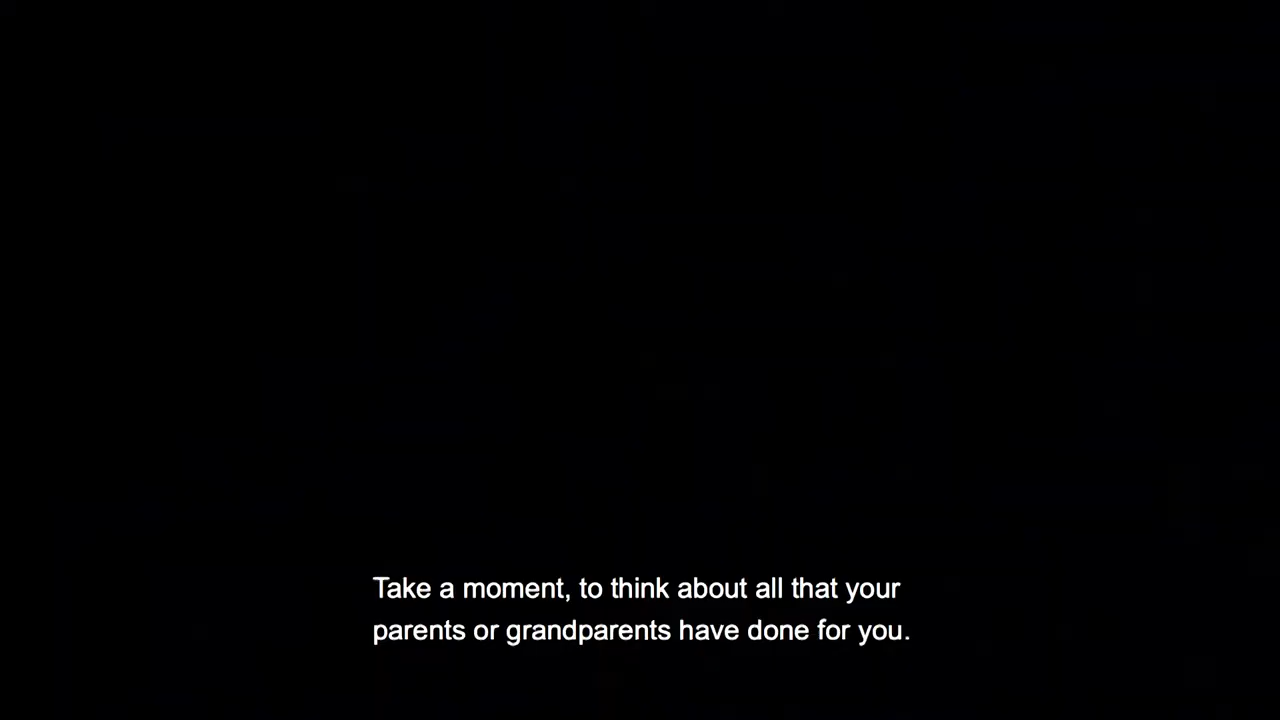 Take a moment, to think about all that your
parents or grandparents have done for you.